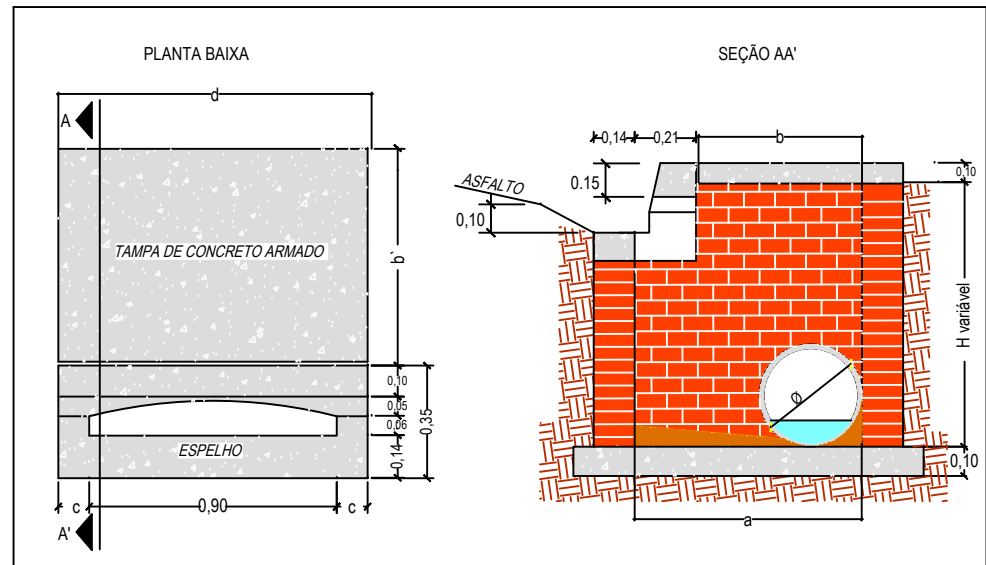 PLANTA BAIXA
d
A
TAMPA DE CONCRETO ARMADO
b`
0,10
0,05
0,06
0,14
0,35
ESPELHO
c
0,90
c
A'
SEÇÃO AA'
0,14
0,21
b
0.15
0,10
ASFALTO
0,10
H variável
Ø
0,10
a